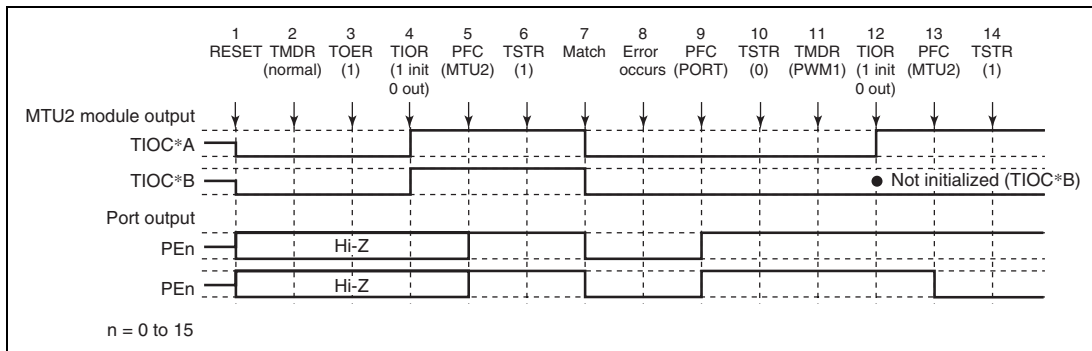 1 2 3 4 5 6 7 8 9 10 11 12 13 14
RESET TMDR TOER TIOR PFC TSTR Match Error PFC TSTR TMDR TIOR PFC TSTR
(normal) (1) (1 init (MTU2) (1) occurs (PORT) (0) (PWM1) (1 init (MTU2) (1)
0 out) 0 out)
MTU2 module output
TIOC*A
TIOC*B
● Not initialized (TIOC*B)
Port output
PEn
Hi-Z
PEn
Hi-Z
n = 0 to 15